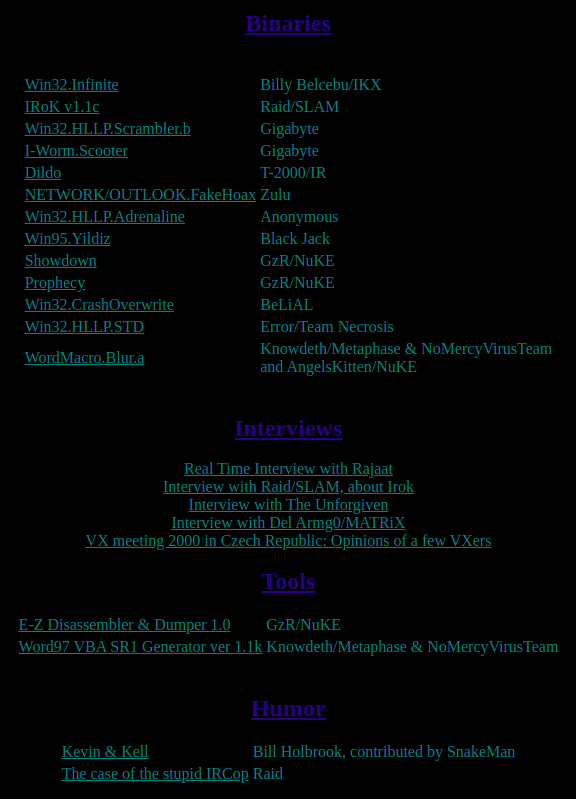 Binaries
Win32.Infinite Billy Belcebu/IKX
IRoK v1.1c Raid/SLAM
Win32.HLLP.Scrambler.b Gigabyte
I-Worm.Scooter Gigabyte
Dildo T-2000/IR
NETWORK/OUTLOOK.FakeHoax Zulu
Win32.HLLP.Adrenaline Anonymous
Win95.Yildiz Black Jack
Showdown GzR/NuKE
Prophecy GzR/NuKE
Win32.CrashOverwrite BeLiAL
Win32.HLLP.STD Error/Team Necrosis
WordMacro.Blur.a Knowdeth/Metaphase & NoMercyVirusTeam
and AngelsKitten/NuKE
Interviews
Real Time Interview with Rajaat
Interview with Raid/SLAM, about Irok
Interview with The Unforgiven
Interview with Del Armg0/MATRiX
VX meeting 2000 in Czech Republic: Opinions of a few VXers
Tools
E-Z Disassembler & Dumper 1.0 GzR/NuKE
Word97 VBA SR1 Generator ver 1.1k Knowdeth/Metaphase & NoMercyVirusTeam
Humor
Kevin & Kell Bill Holbrook, contributed by SnakeMan
The case of the stupid IRCop Raid